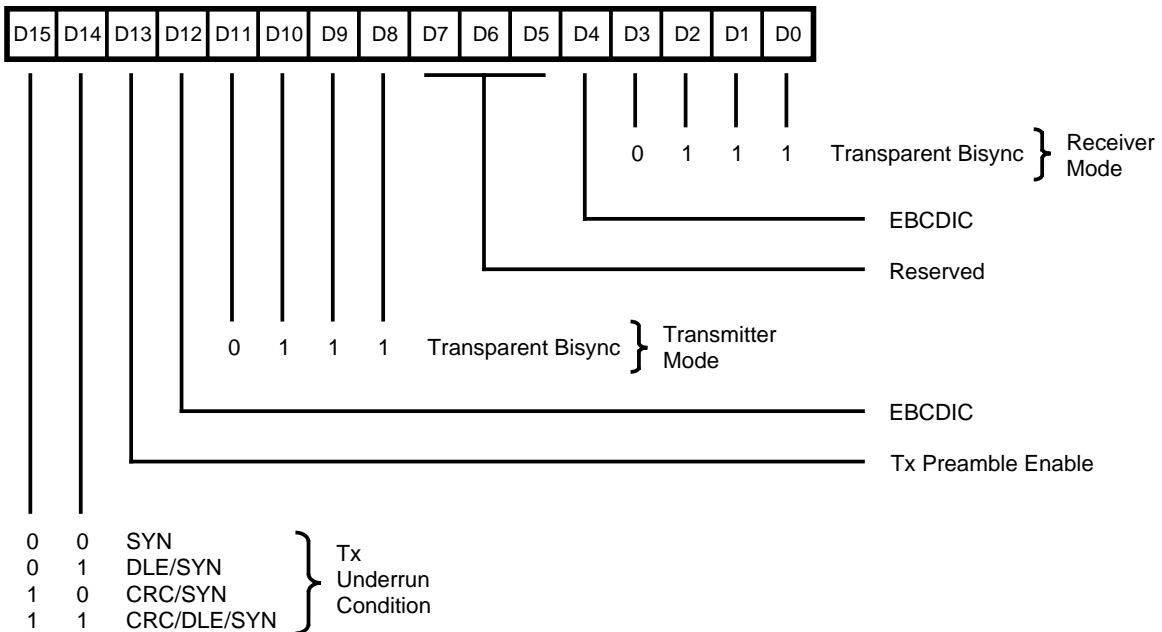 D15 D14 D13 D12 D11 D10 D9 D8 D7 D6 D5 D4 D3 D2 D1 D0
0 1 1 1 Transparent Bisync } Receiver
Mode
EBCDIC
Reserved
0 1 1 1 Transparent Bisync } Transmitter
Mode
EBCDIC
Tx Preamble Enable
0 0 SYN
0 1 DLE/SYN
1 0 CRC/SYN
1 1 CRC/DLE/SYN
Tx
Underrun
Condition